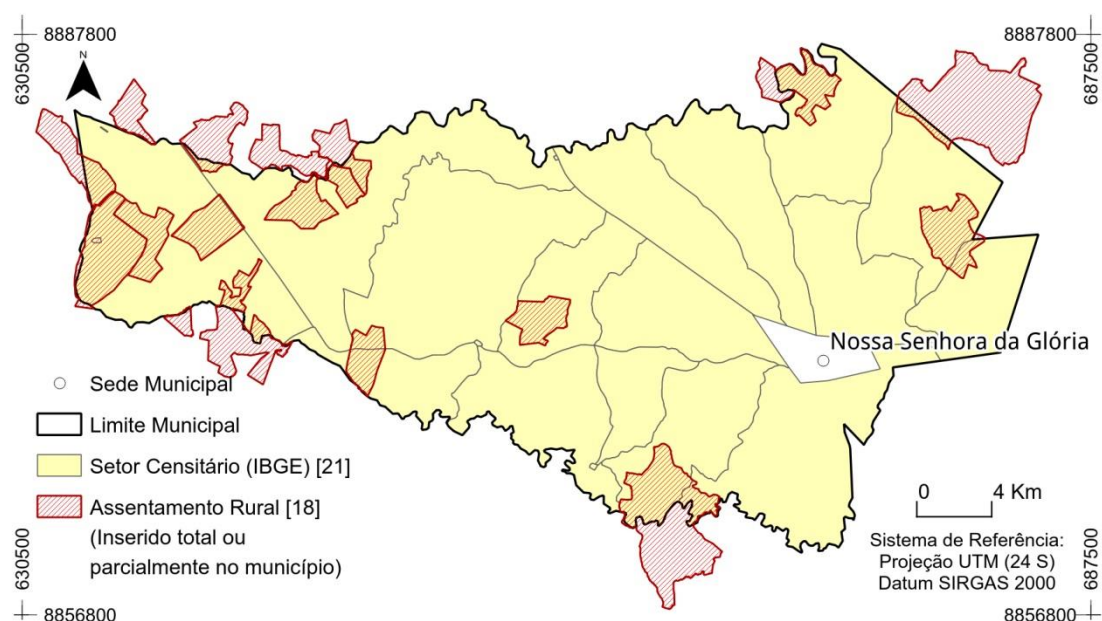 8887800
8887800
630500
687500
N
Nossa Senhora da Glória
Sede Municipal
Limite Municipal
Setor Censitário (IBGE) [21]
Assentamento Rural [18]
(Inserido total ou
parcialmente no município)
0 4 Km
Sistema de Referência:
Projeção UTM (24 S)
Datum SIRGAS 2000
630500
687500
8856800
8856800